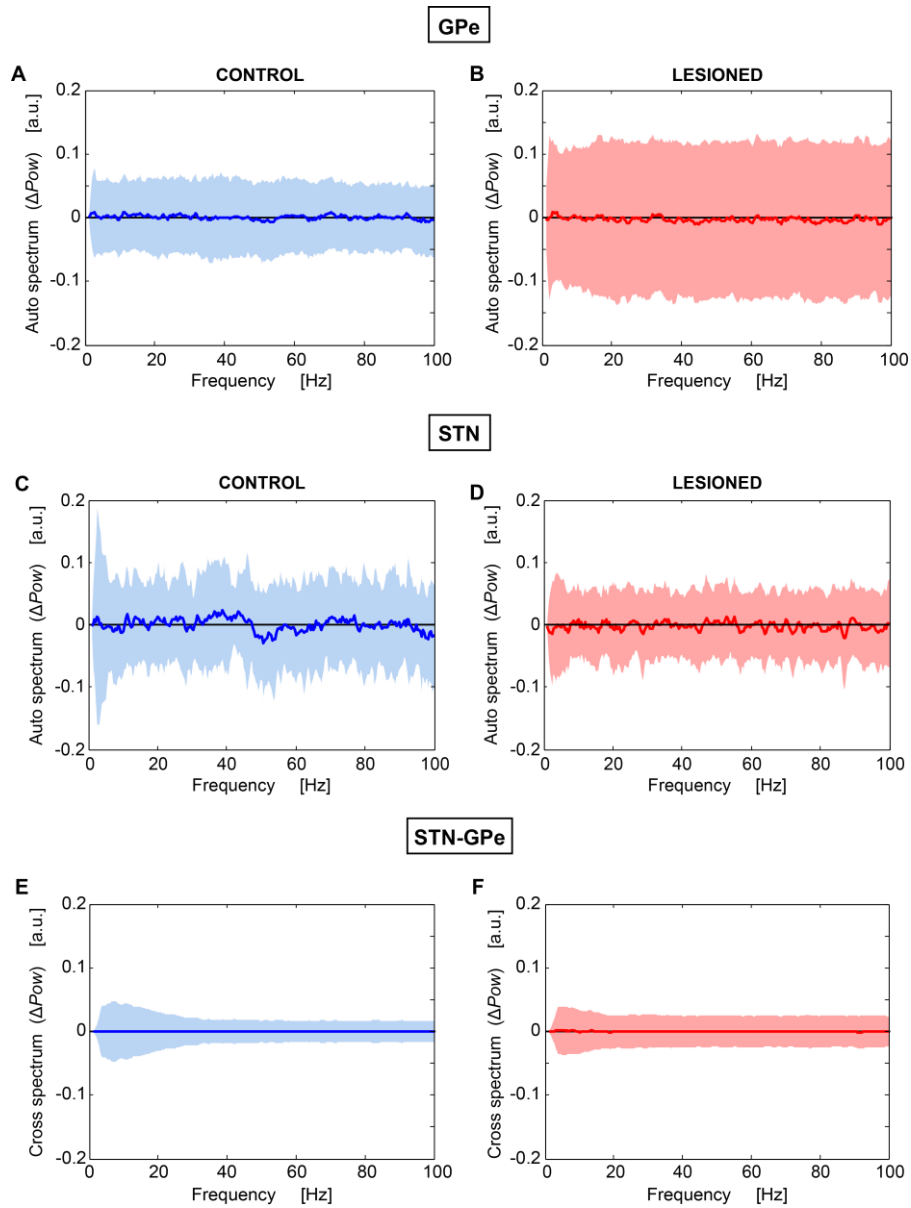 GPe
A CONTROL
B LESIONED
Auto spectrum (ΔPow) [a.u.]
0.2
0.1
0
-0.1
-0.2
0 20 40 60 80 100
Frequency [Hz]
Auto spectrum (ΔPow) [a.u.]
0.2
0.1
0
-0.1
-0.2
0 20 40 60 80 100
Frequency [Hz]
STN
C CONTROL
D LESIONED
Auto spectrum (ΔPow) [a.u.]
0.2
0.1
0
-0.1
-0.2
0 20 40 60 80 100
Frequency [Hz]
Auto spectrum (ΔPow) [a.u.]
0.2
0.1
0
-0.1
-0.2
0 20 40 60 80 100
Frequency [Hz]
STN-GPe
E
F
Cross spectrum (ΔPow) [a.u.]
0.2
0.1
0
-0.1
-0.2
0 20 40 60 80 100
Frequency [Hz]
Cross spectrum (ΔPow) [a.u.]
0.2
0.1
0
-0.1
-0.2
0 20 40 60 80 100
Frequency [Hz]